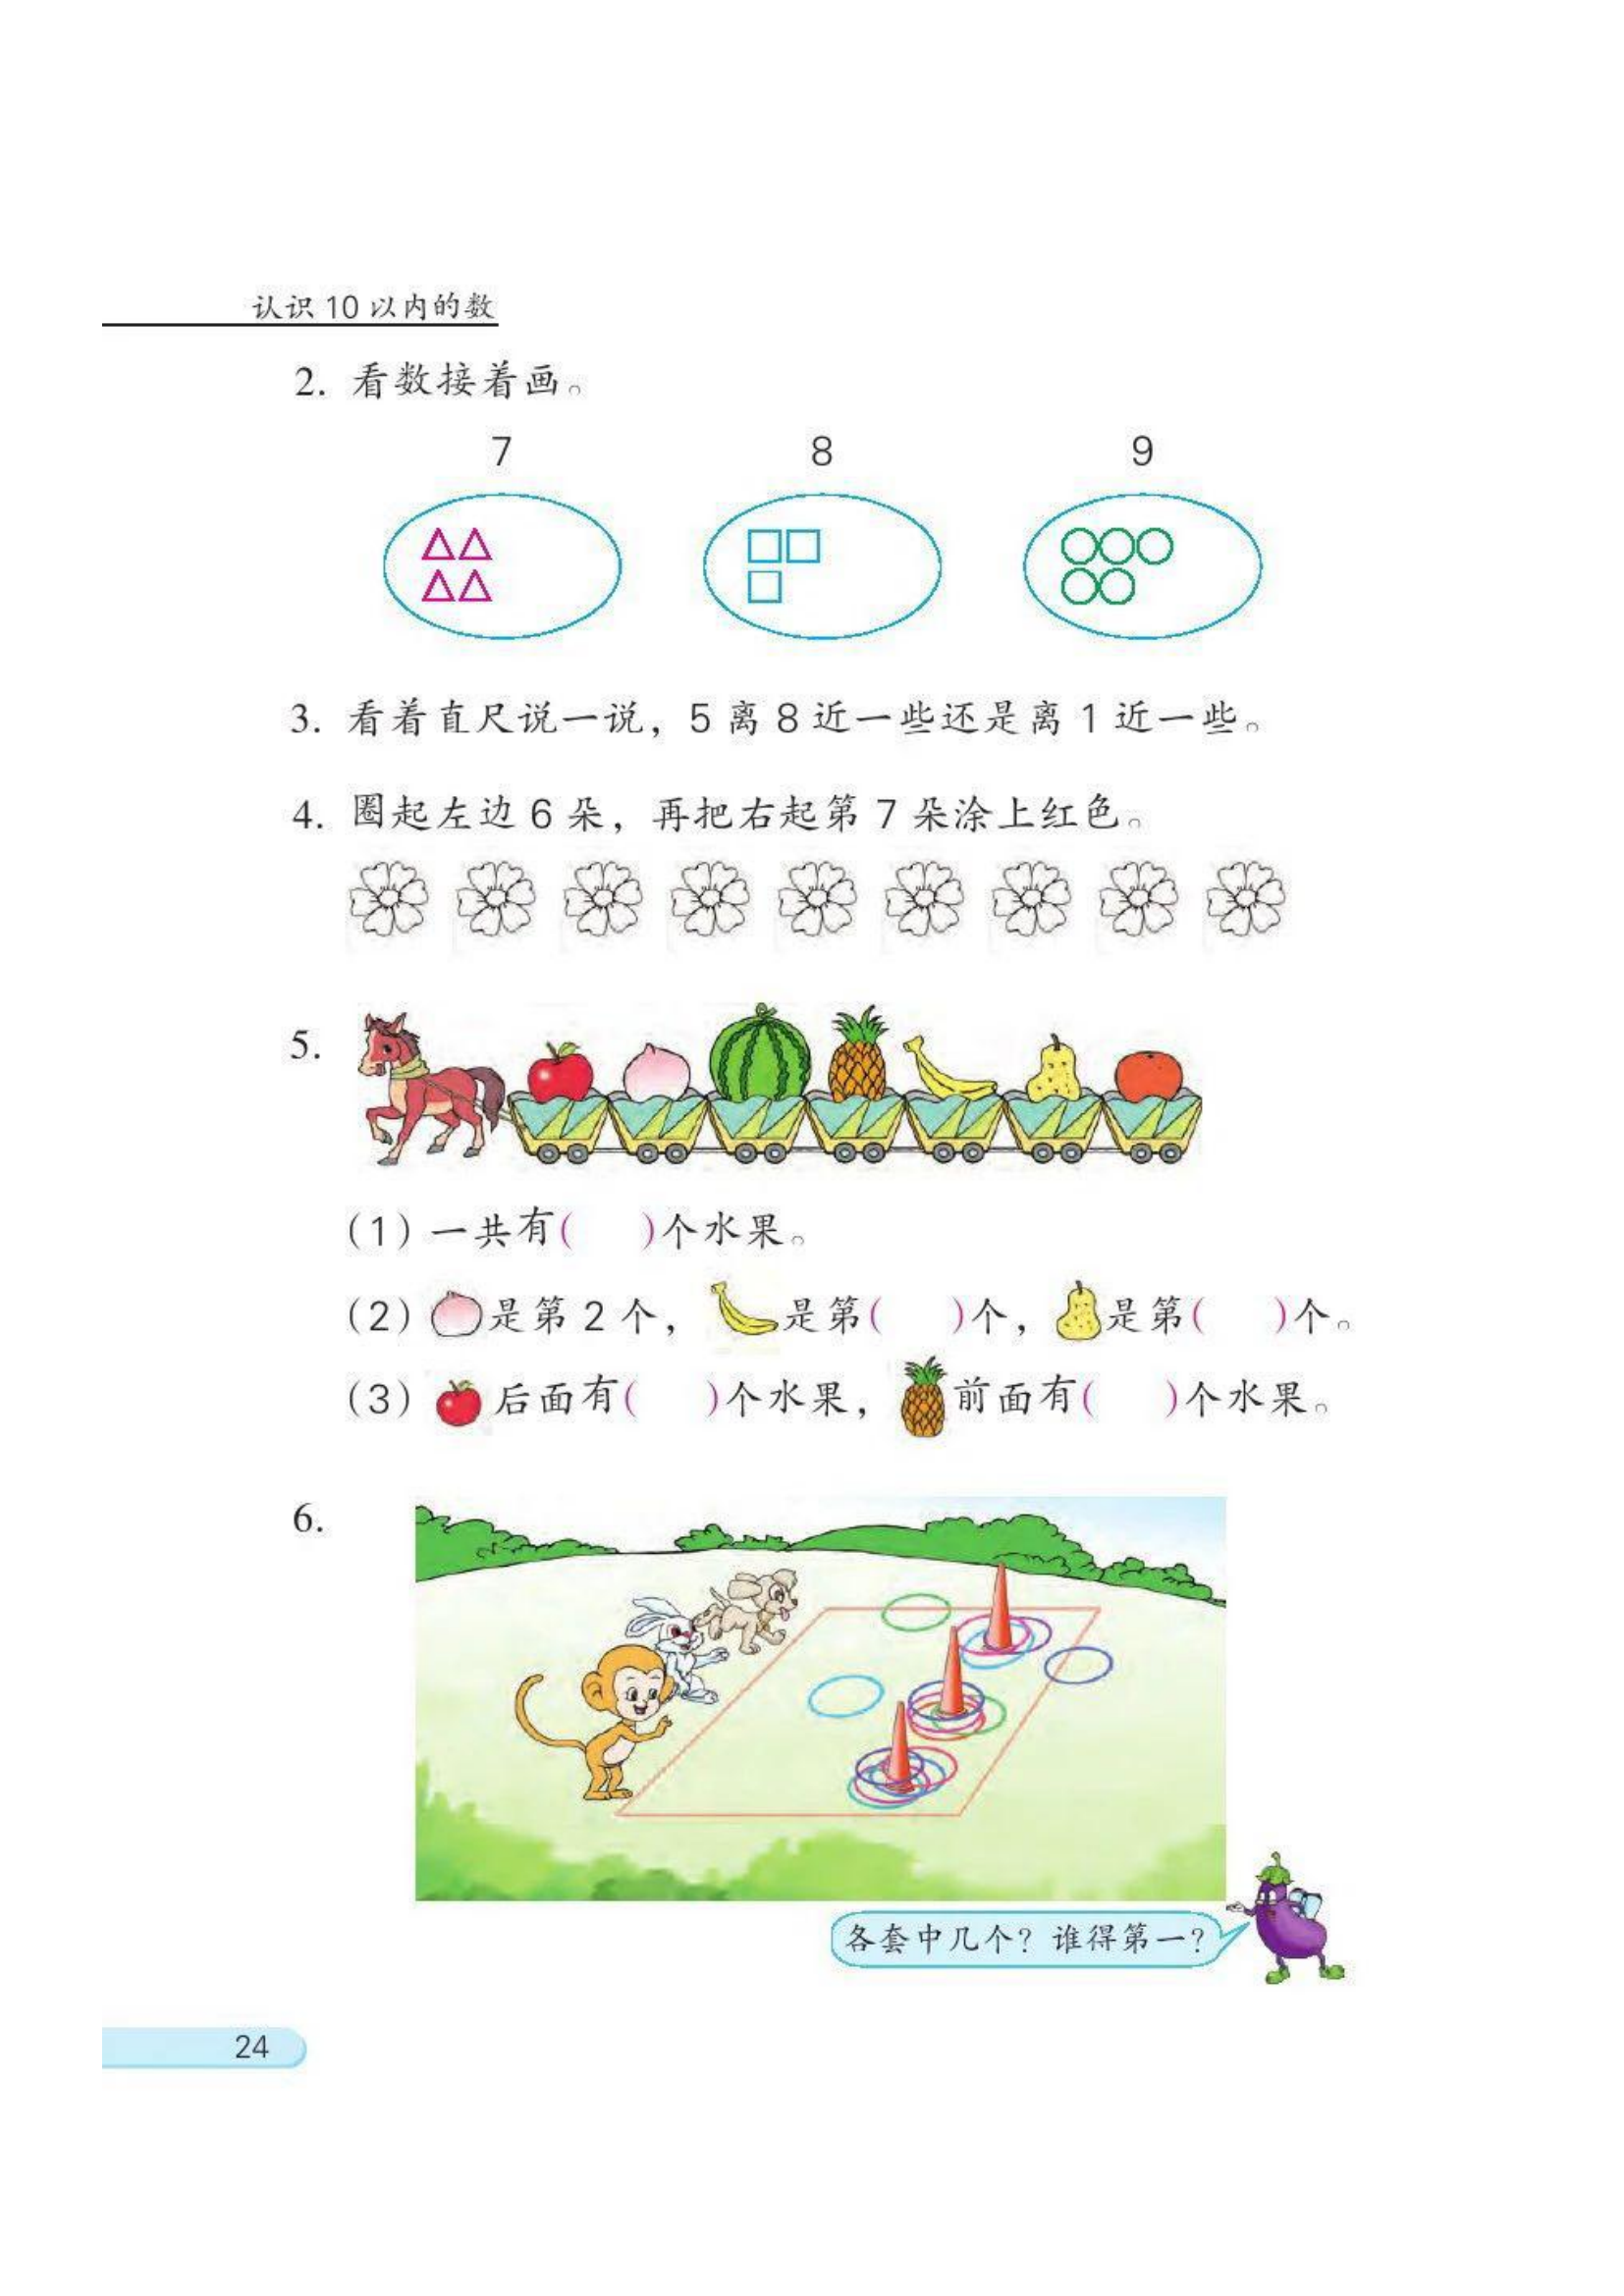 认识 10 以内的数
2. 看数接着画。
7 8 9
3. 看着直尺说一说，5 离 8 近一些还是离 1 近一些。
4. 圈起左边 6 朵，再把右起第 7 朵涂上红色。
5.
（1）一共有(    )个水果。
（2）是第 2 个，是第(    )个，是第(    )个。
（3）后面有(    )个水果，前面有(    )个水果。
6.
各套中几个？谁得第一？
24